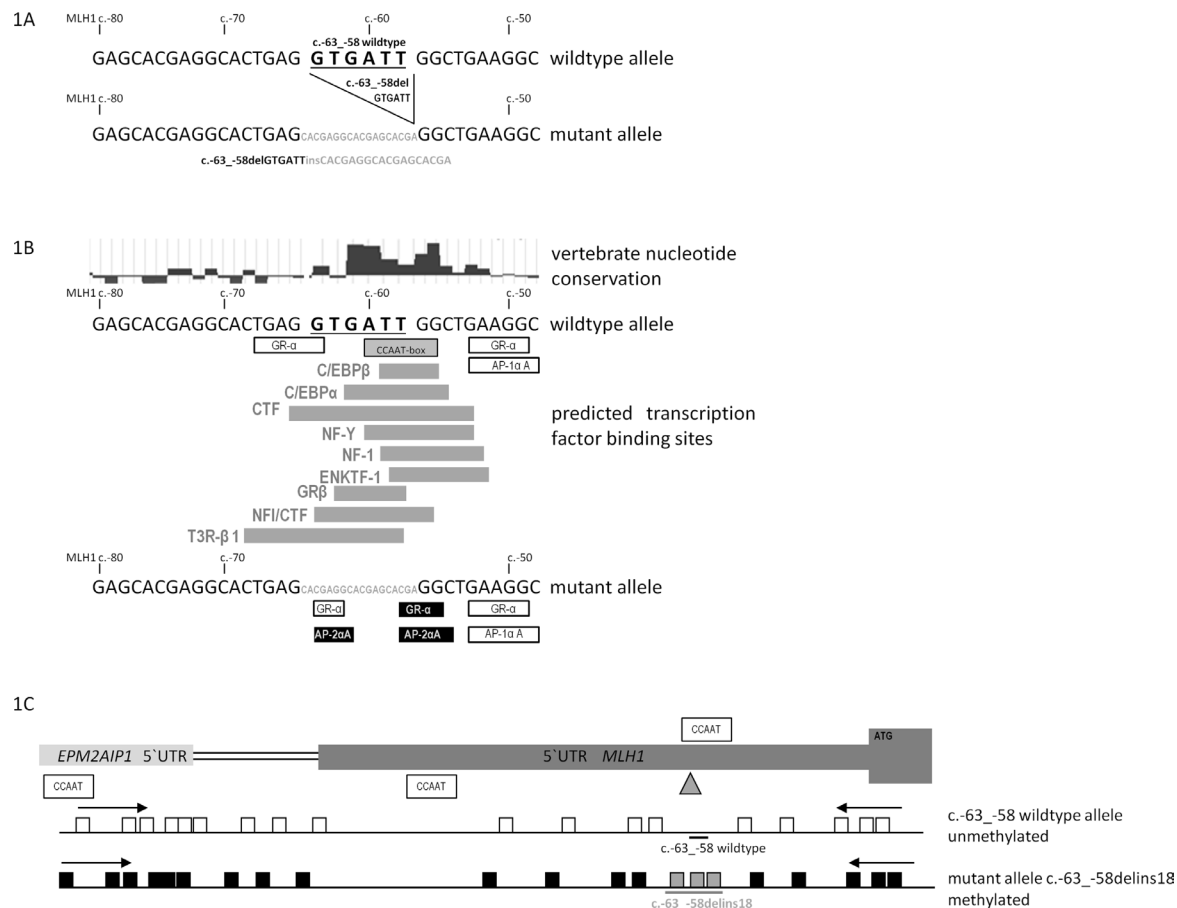 1A
MLH1 c.-80 c.-70 c.-60 c.-50
c.-63_-58 wildtype
GAGCACGAGGCACTGAG GTGATT GGCTGAAGGC wildtype allele
c.-63_-58del
GTGATT
MLH1 c.-80 c.-50
GAGCACGAGGCACTGAGCACGAGGCACGAGCACGAGGCTGAAGGC mutant allele
c.-63_-58delGTGATTinsCACGAGGCACGAGCACGA
1B
vertebrate nucleotide
conservation
MLH1 c.-80 c.-70 c.-60 c.-50
GAGCACGAGGCACTGAG GTGATT GGCTGAAGGC wildtype allele
GR-α CCAAT-box GR-α
AP-1α A
C/EBPβ
C/EBPα
CTF
predicted transcription
factor binding sites
NF-Y
NF-1
ENKTF-1
GRβ
NFI/CTF
T3R-β 1
MLH1 c.-80 c.-70 c.-50
GAGCACGAGGCACTGAGCACGAGGCACGAGCACGAGGCTGAAGGC mutant allele
GR-α GR-α GR-α
AP-2αA AP-2αA AP-1α A
1C
CCAAT
ATG
EPM2AIP1 5`UTR 5`UTR MLH1
CCAAT CCAAT
c.-63_-58 wildtype allele
unmethylated
c.-63_-58 wildtype
mutant allele c.-63_-58delins18
methylated
c.-63_-58delins18